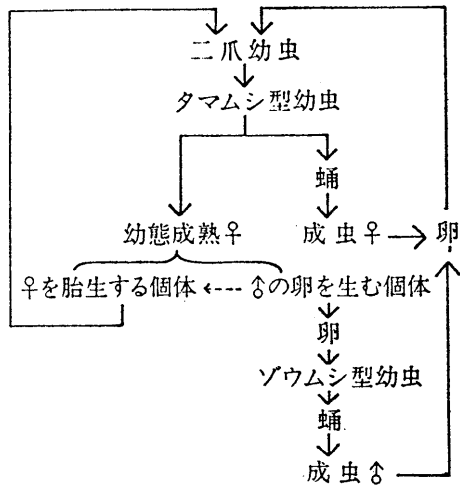 二爪幼虫
タマムシ型幼虫
蛹
幼態成熟♀
成虫♀
卵
♀を胎生する個体
♂の卵を生む個体
卵
ゾウムシ型幼虫
蛹
成虫♂